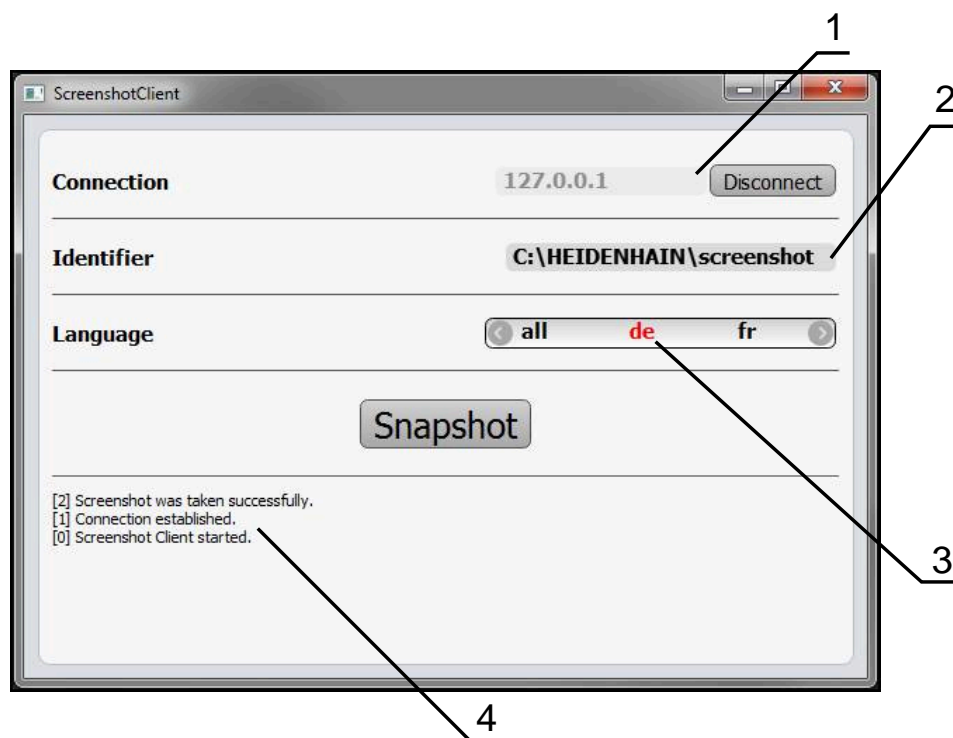 1
ScreenshotClient
2
Connection 127.0.0.1 Disconnect
Identifier C:\HEIDENHAIN\screenshot
Language all de fr
Snapshot
[2] Screenshot was taken successfully.
[1] Connection established.
[0] Screenshot Client started.
3
4